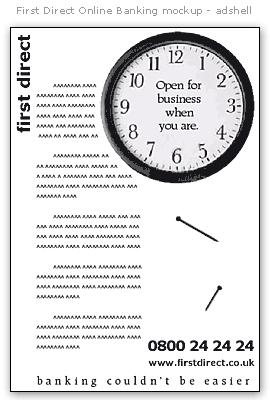 First Direct Online Banking mockup - adshell
first direct
12
1
2
3
4
5
6
7
8
9
10
11
Open for
business
when
you are.
0800 24 24 24
www.firstdirect.co.uk
banking couldn't be easier